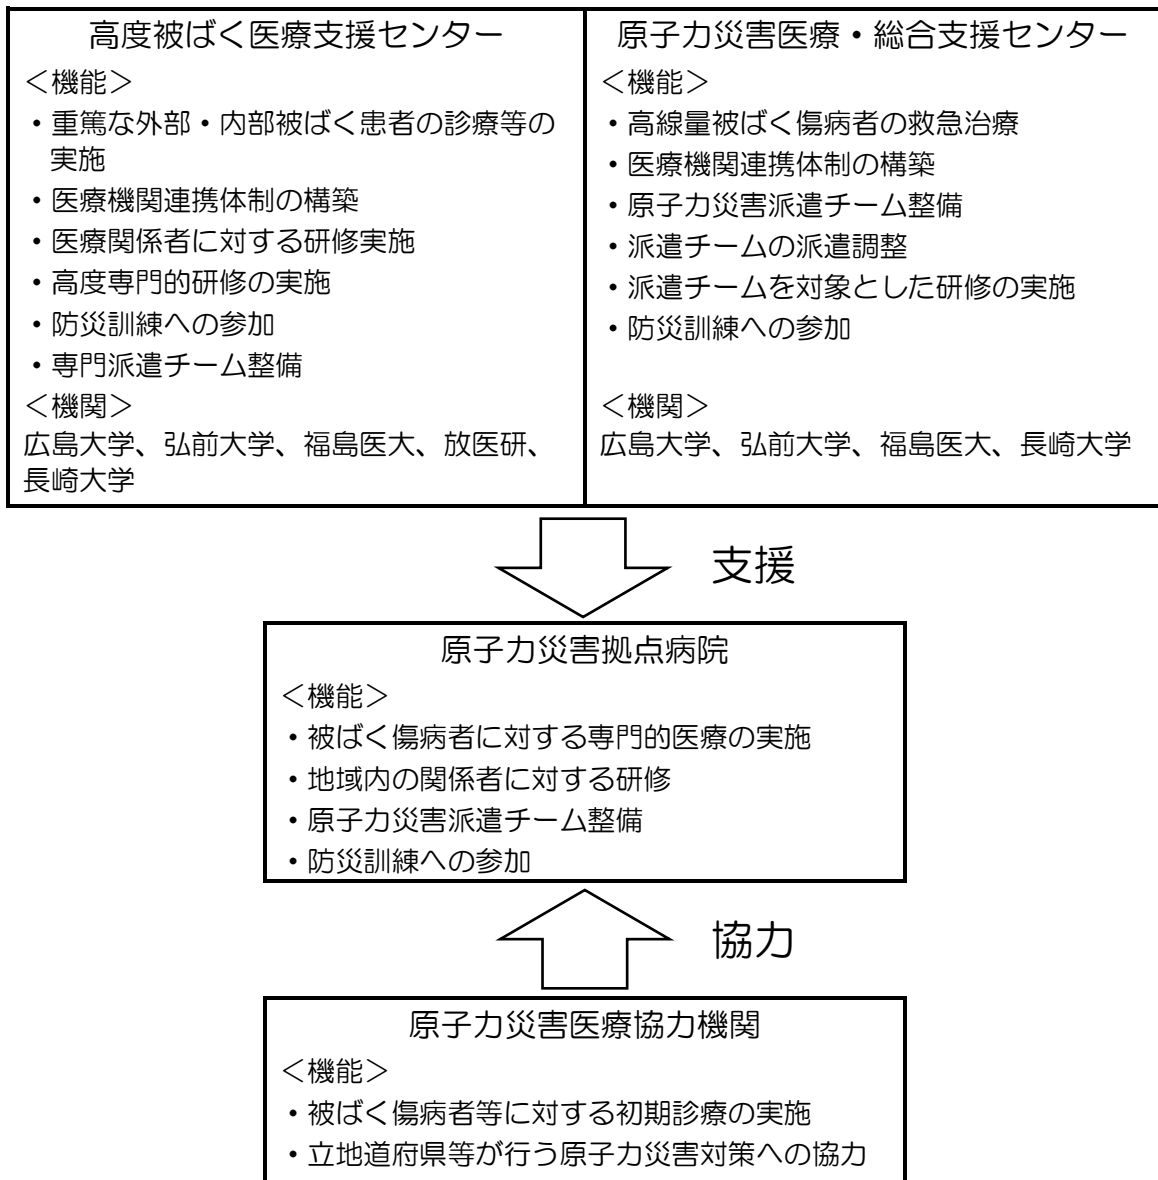 高度被ばく医療支援センター
＜機能＞
・重篤な外部・内部被ばく患者の診療等の
実施
・医療機関連携体制の構築
・医療関係者に対する研修実施
・高度専門的研修の実施
・防災訓練への参加
・専門派遣チーム整備
＜機関＞
広島大学、弘前大学、福島医大、放医研、
長崎大学
原子力災害医療・総合支援センター
＜機能＞
・高線量被ばく傷病者の救急治療
・医療機関連携体制の構築
・原子力災害派遣チーム整備
・派遣チームの派遣調整
・派遣チームを対象とした研修の実施
・防災訓練への参加
＜機関＞
広島大学、弘前大学、福島医大、長崎大学
支援
原子力災害拠点病院
＜機能＞
・被ばく傷病者に対する専門的医療の実施
・地域内の関係者に対する研修
・原子力災害派遣チーム整備
・防災訓練への参加
協力
原子力災害医療協力機関
＜機能＞
・被ばく傷病者等に対する初期診療の実施
・立地道府県等が行う原子力災害対策への協力